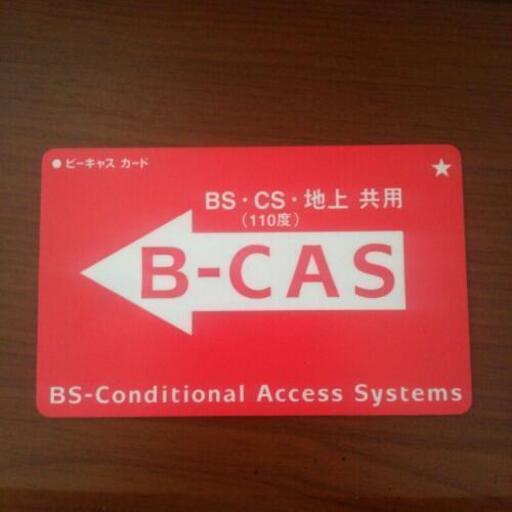 ●ビーキャス カード
★
BS・CS・地上 共用
(110度)
B-CAS
BS-Conditional Access Systems